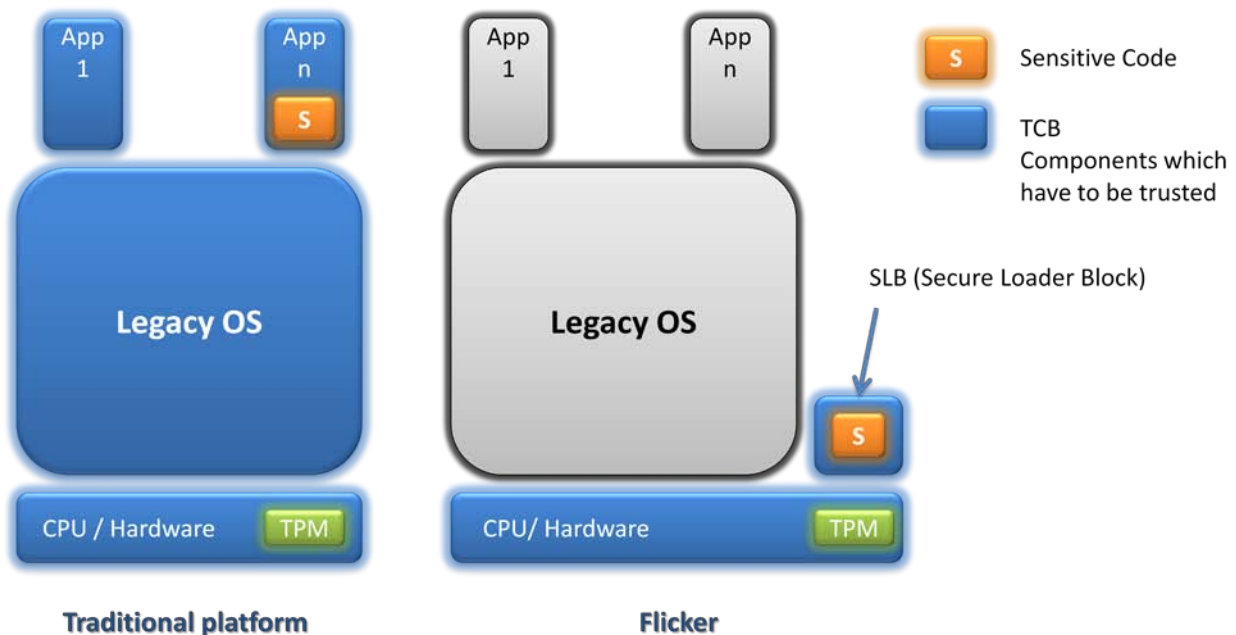 App
1
App
n
S
Legacy OS
CPU / Hardware
TPM
Traditional platform
App
1
App
n
Legacy OS
SLB (Secure Loader Block)
S
CPU/ Hardware
TPM
Flicker
S
Sensitive Code
TCB
Components which
have to be trusted